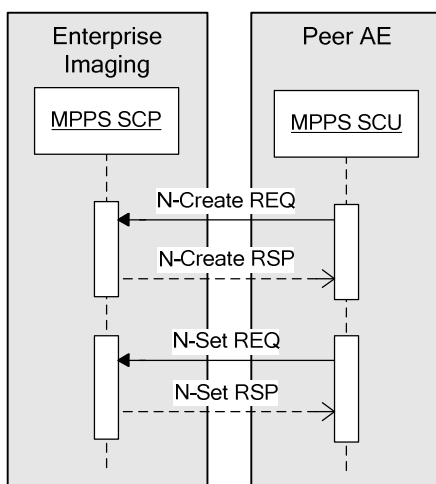 Enterprise
Imaging
Peer AE
MPPS SCP
MPPS SCU
N-Create REQ
N-Create RSP
N-Set REQ
N-Set RSP